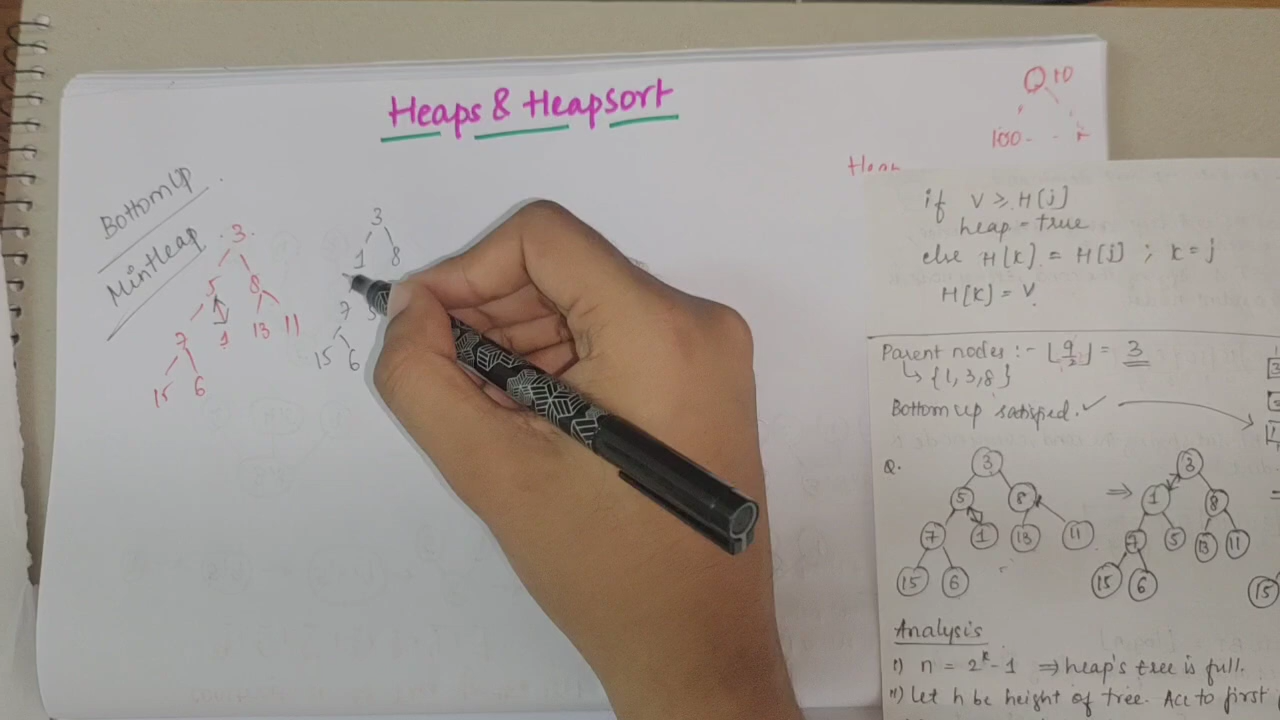 Heaps & Heapsort
10
100
Bottom Up
MinHeap
3
5 8
7 1 13 11
15 6
3
1 8
7 5
15 6
if V ≥ H[j]
heap = true
else H[k] = H[j] ; k = j
H[k] = V
Parent nodes :- ⌊9/2⌋ = 3
↳ {1, 3, 8}
Bottom Up satisfied. ✓
Q.
3
5 8
7 1 13 11
15 6
⇒
3
1 8
7 5 13 11
15 6
15
Analysis
i) n = 2^k - 1 ⇒ heap's tree is full.
ii) Let h be height of tree. Acc to first